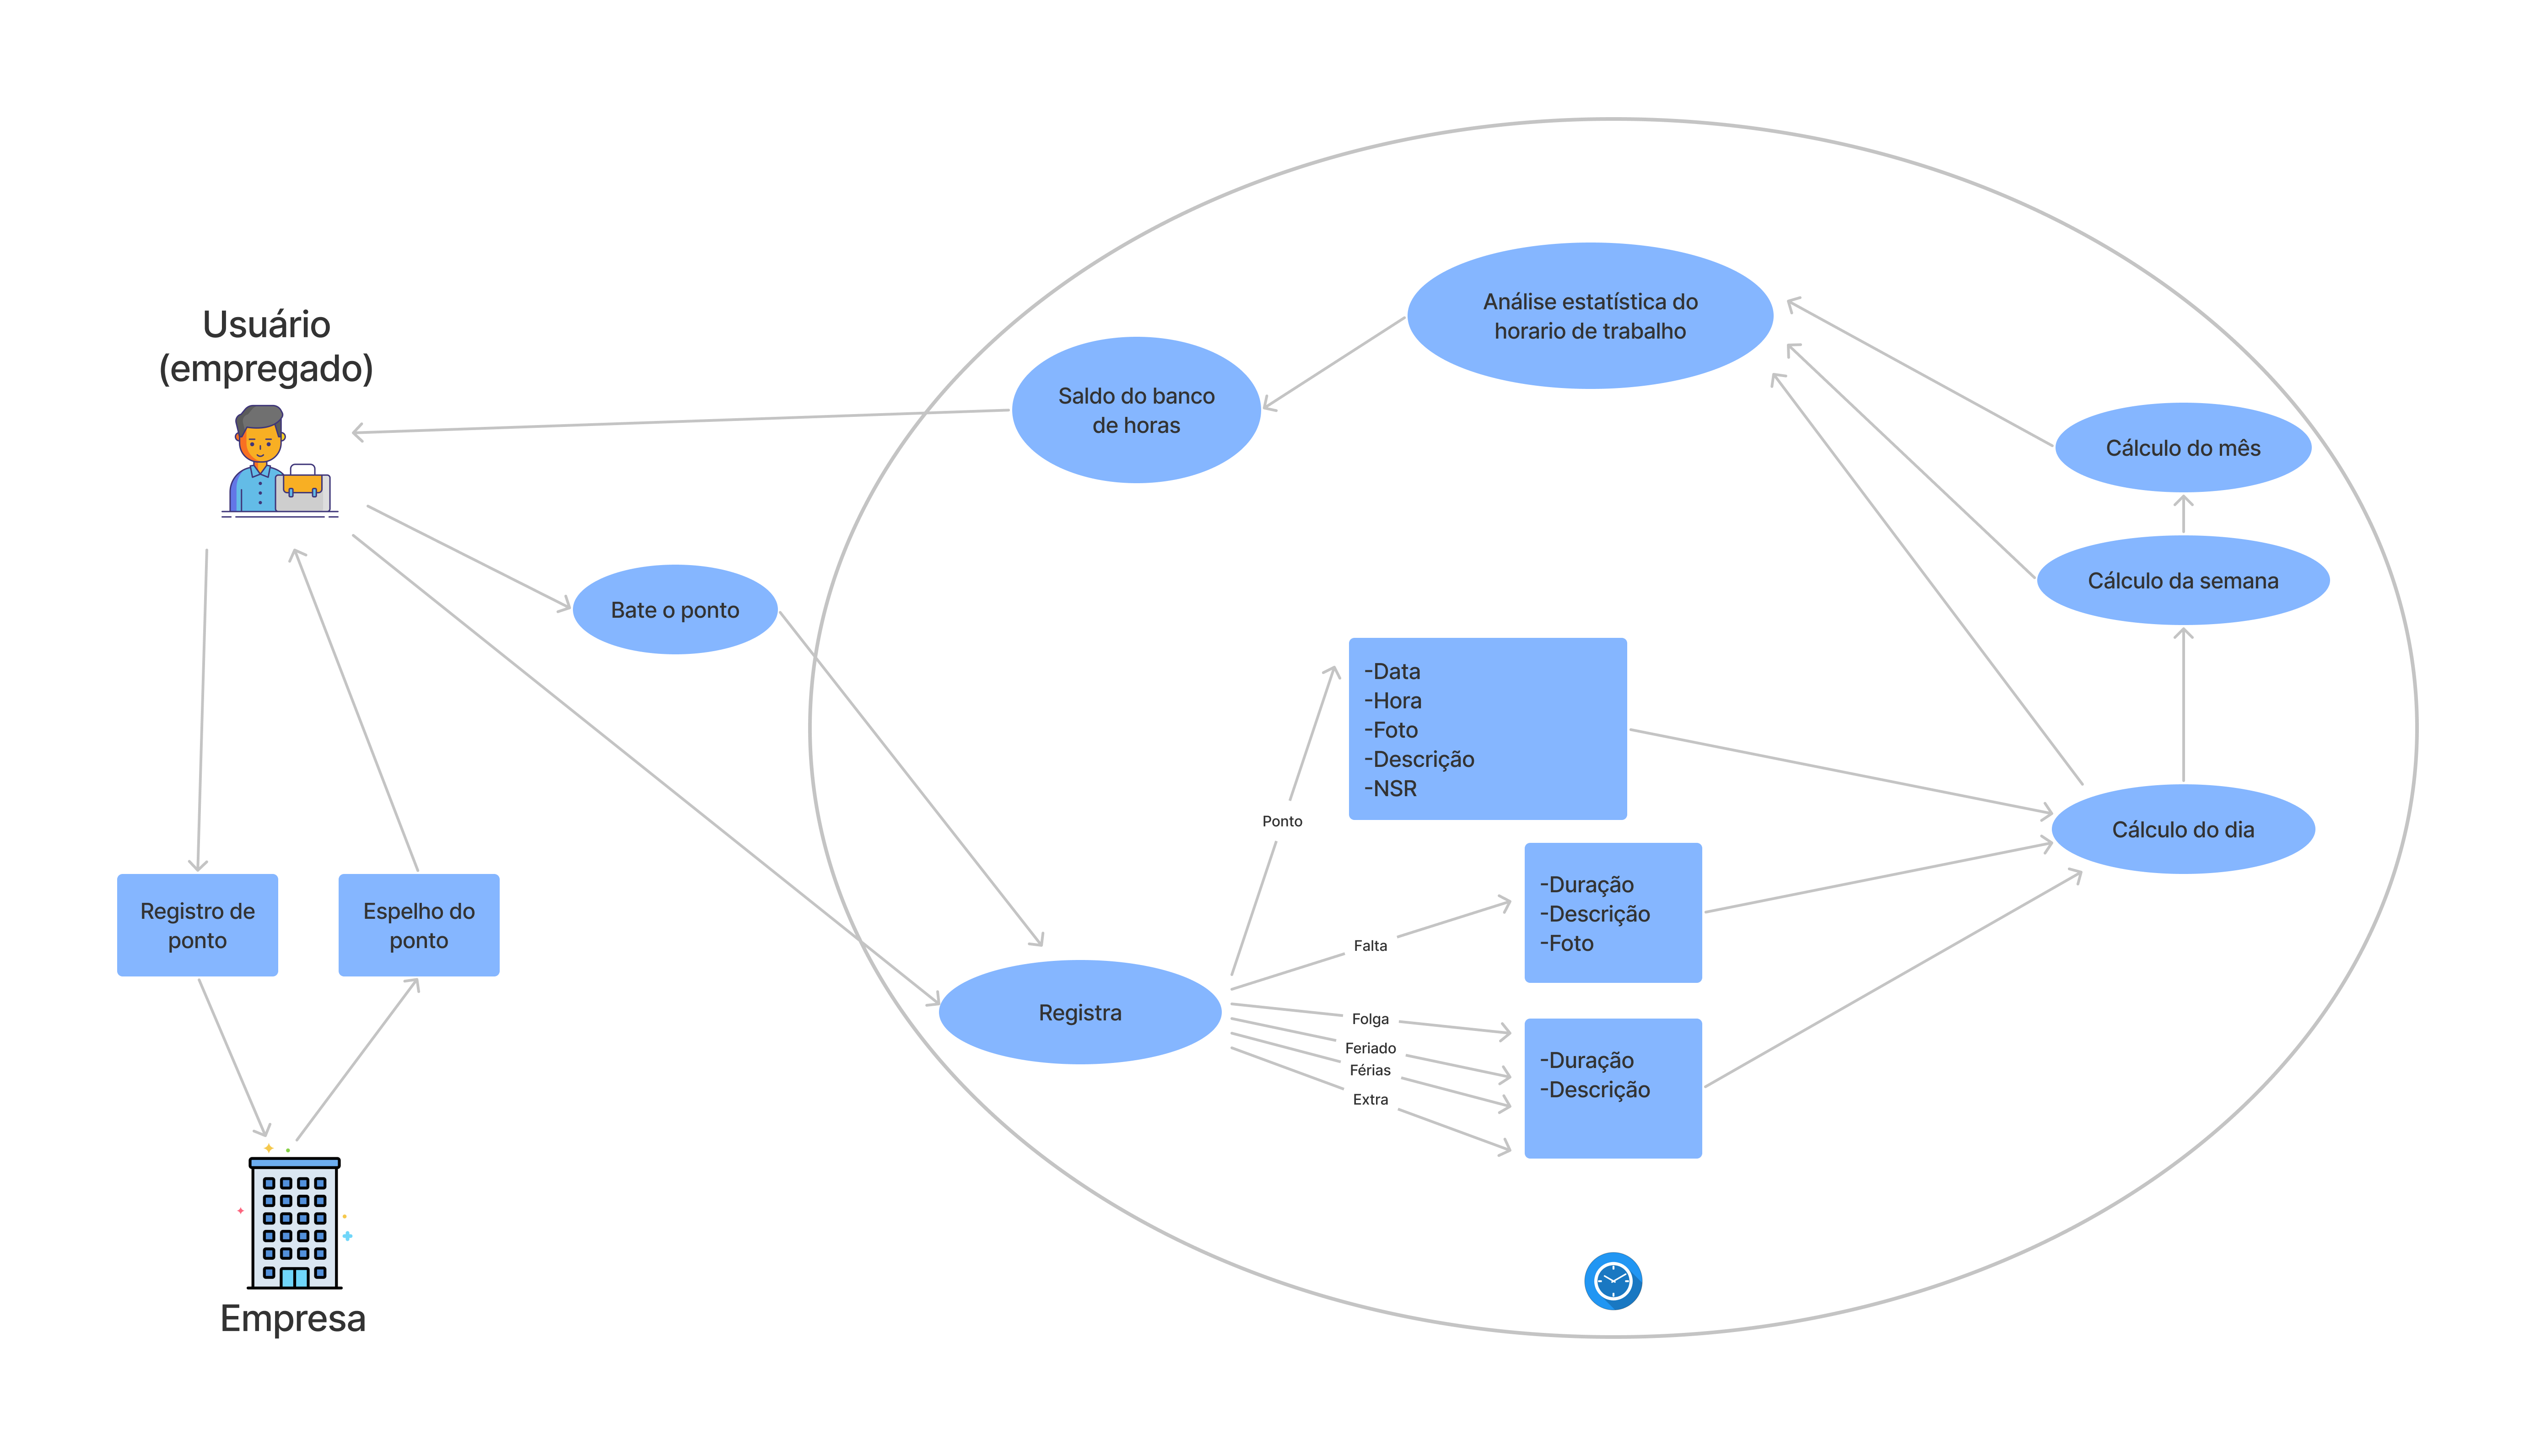 Usuário
(empregado)
Bate o ponto
Registro de
ponto
Espelho do
ponto
Empresa
Saldo do banco
de horas
Análise estatística do
horario de trabalho
Cálculo do mês
Cálculo da semana
Cálculo do dia
-Data
-Hora
-Foto
-Descrição
-NSR
Ponto
-Duração
-Descrição
-Foto
Falta
Registra
Folga
Feriado
Férias
Extra
-Duração
-Descrição